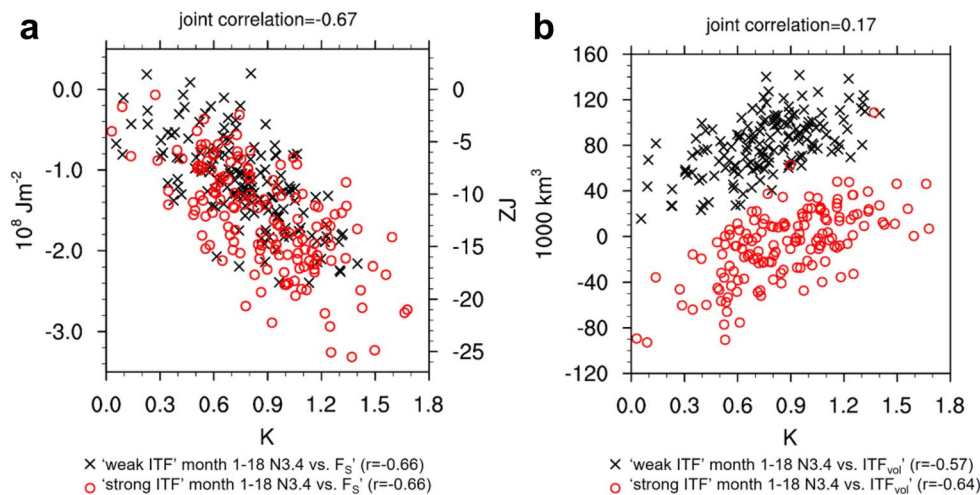 a
joint correlation=-0.67
0.0
-1.0
-2.0
-3.0
10⁸ Jm⁻²
0
-5
-10
-15
-20
-25
ZJ
0.0 0.3 0.6 0.9 1.2 1.5 1.8
K
× 'weak ITF' month 1-18 N3.4 vs. F_S' (r=-0.66)
○ 'strong ITF' month 1-18 N3.4 vs. F_S' (r=-0.66)
b
joint correlation=0.17
160
120
80
40
0
-40
-80
-120
1000 km³
0.0 0.3 0.6 0.9 1.2 1.5 1.8
K
× 'weak ITF' month 1-18 N3.4 vs. ITF_vol' (r=-0.57)
○ 'strong ITF' month 1-18 N3.4 vs. ITF_vol' (r=-0.64)